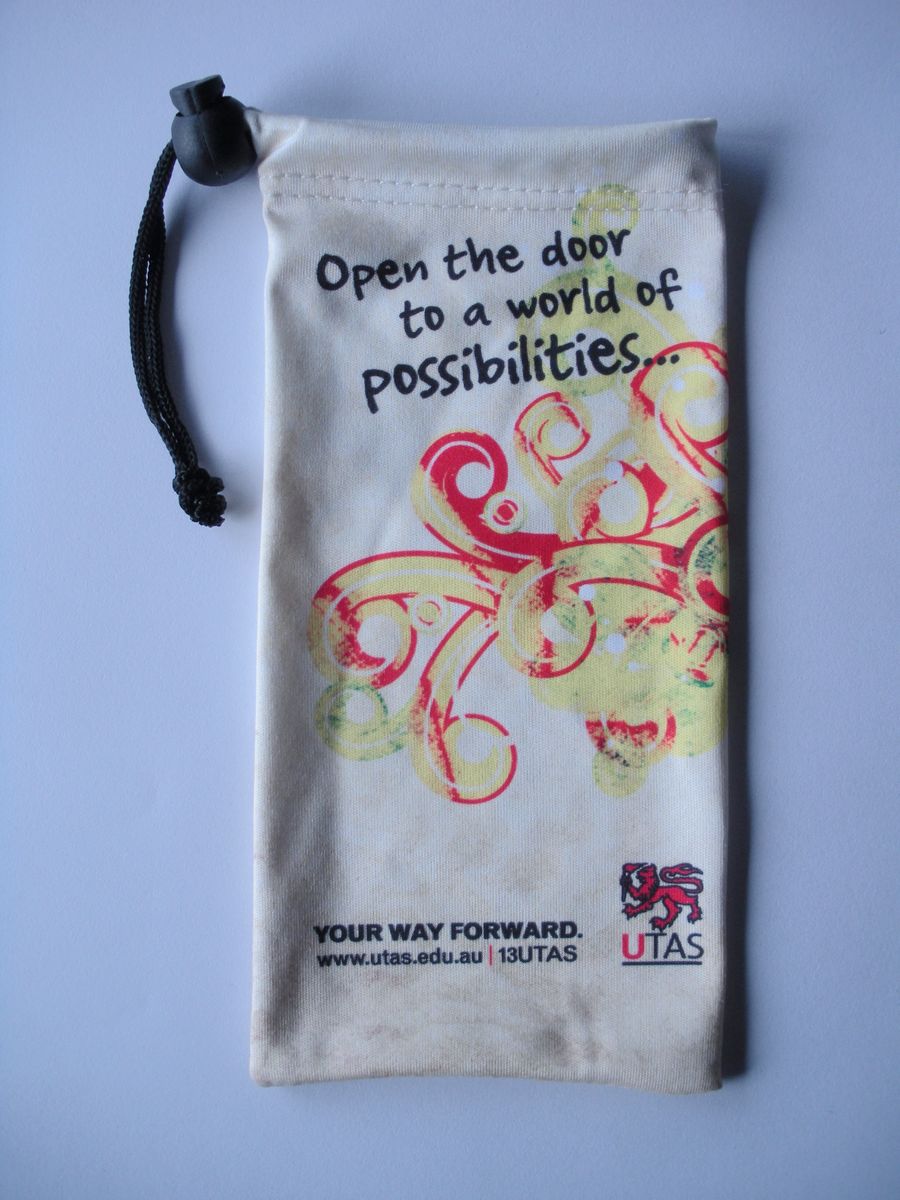 Open the door
to a world of
possibilities...
YOUR WAY FORWARD.
www.utas.edu.au | 13UTAS
UTAS